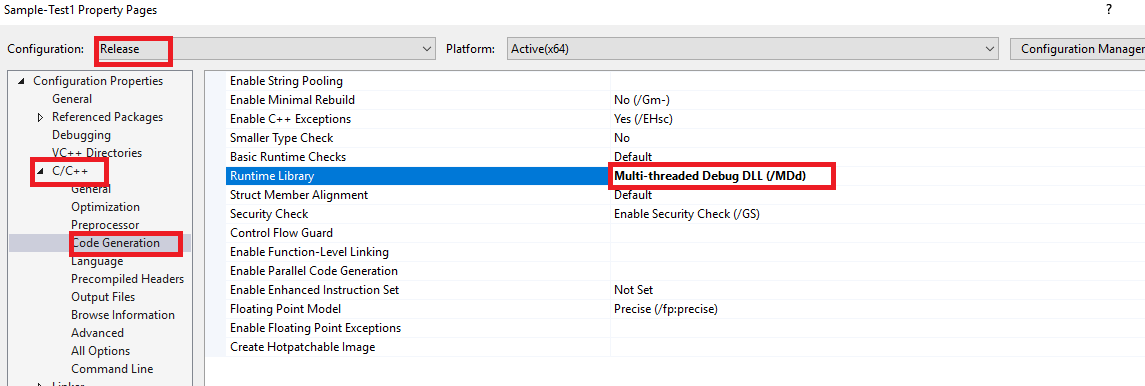 Sample-Test1 Property Pages
?
Configuration: Release Platform: Active(x64) Configuration Manager
Configuration Properties
General
Referenced Packages
Debugging
VC++ Directories
C/C++
General
Optimization
Preprocessor
Code Generation
Language
Precompiled Headers
Output Files
Browse Information
Advanced
All Options
Command Line
Linker
Enable String Pooling
Enable Minimal Rebuild No (/Gm-)
Enable C++ Exceptions Yes (/EHsc)
Smaller Type Check No
Basic Runtime Checks Default
Runtime Library Multi-threaded Debug DLL (/MDd)
Struct Member Alignment Default
Security Check Enable Security Check (/GS)
Control Flow Guard
Enable Function-Level Linking
Enable Parallel Code Generation
Enable Enhanced Instruction Set Not Set
Floating Point Model Precise (/fp:precise)
Enable Floating Point Exceptions
Create Hotpatchable Image